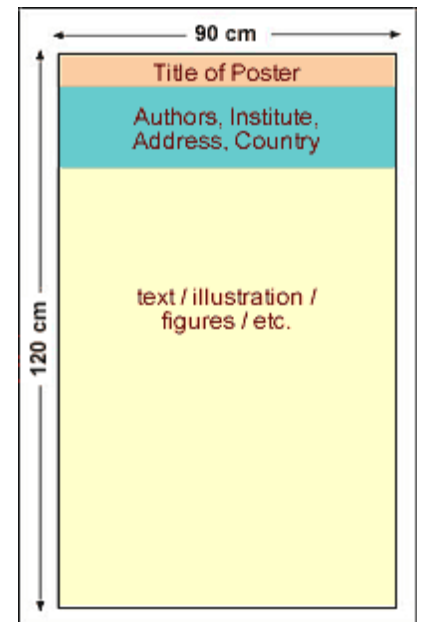 90 cm
Title of Poster
Authors, Institute,
Address, Country
text / illustration /
figures / etc.
120 cm